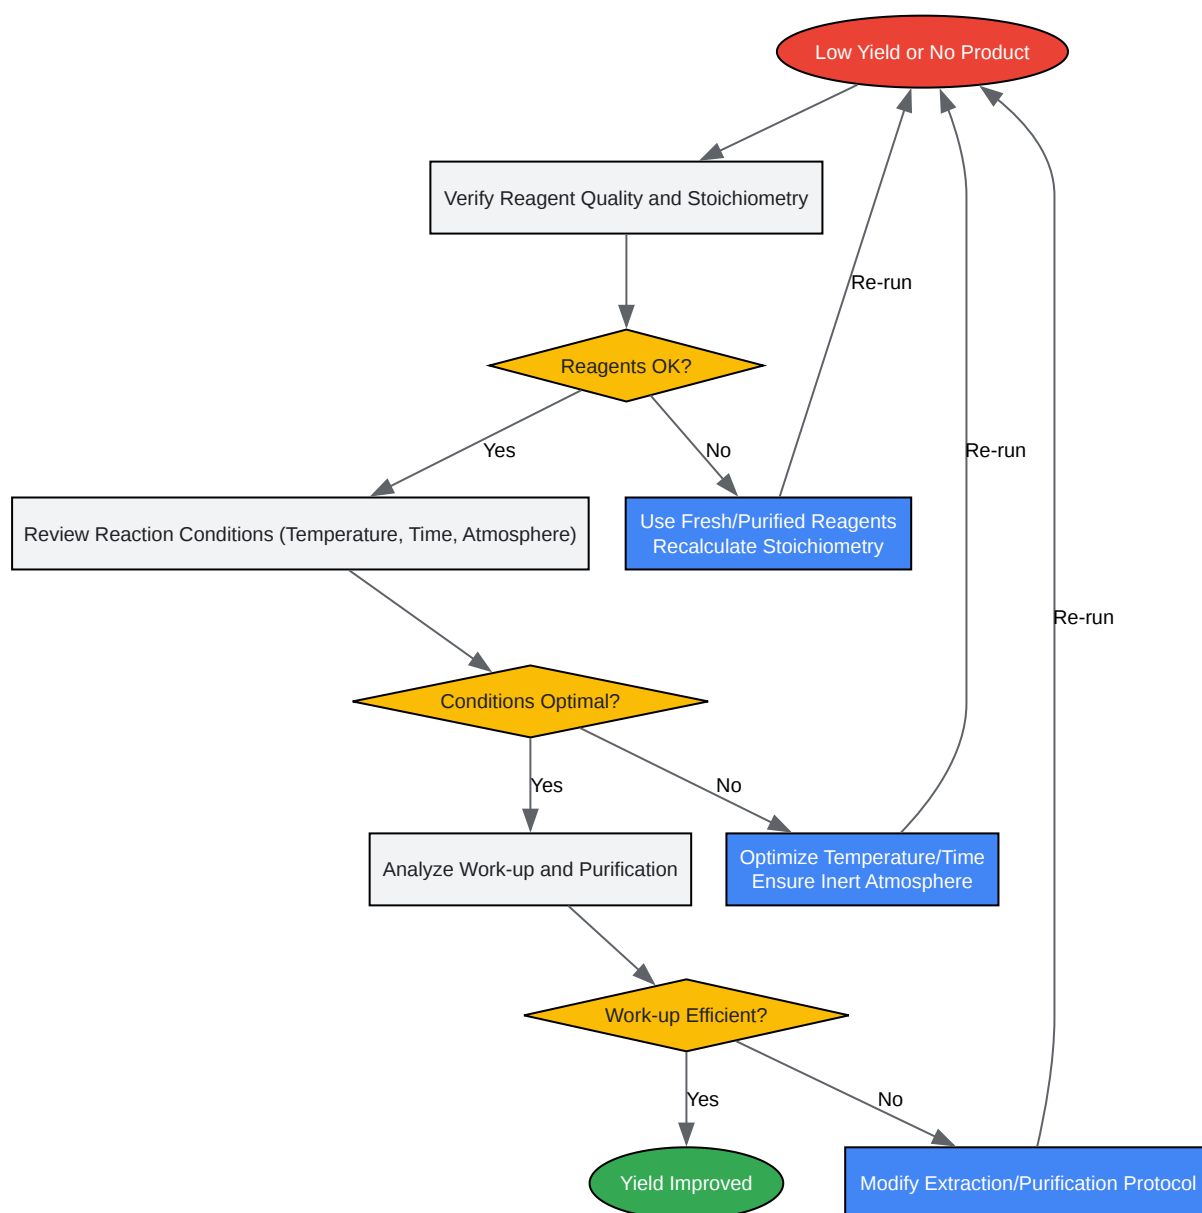 Low Yield or No Product
Verify Reagent Quality and Stoichiometry
Re-run
Reagents OK?
Yes
No
Re-run
Review Reaction Conditions (Temperature, Time, Atmosphere)
Use Fresh/Purified Reagents
Recalculate Stoichiometry
Re-run
Conditions Optimal?
Yes
No
Analyze Work-up and Purification
Optimize Temperature/Time
Ensure Inert Atmosphere
Work-up Efficient?
Yes
No
Yield Improved
Modify Extraction/Purification Protocol